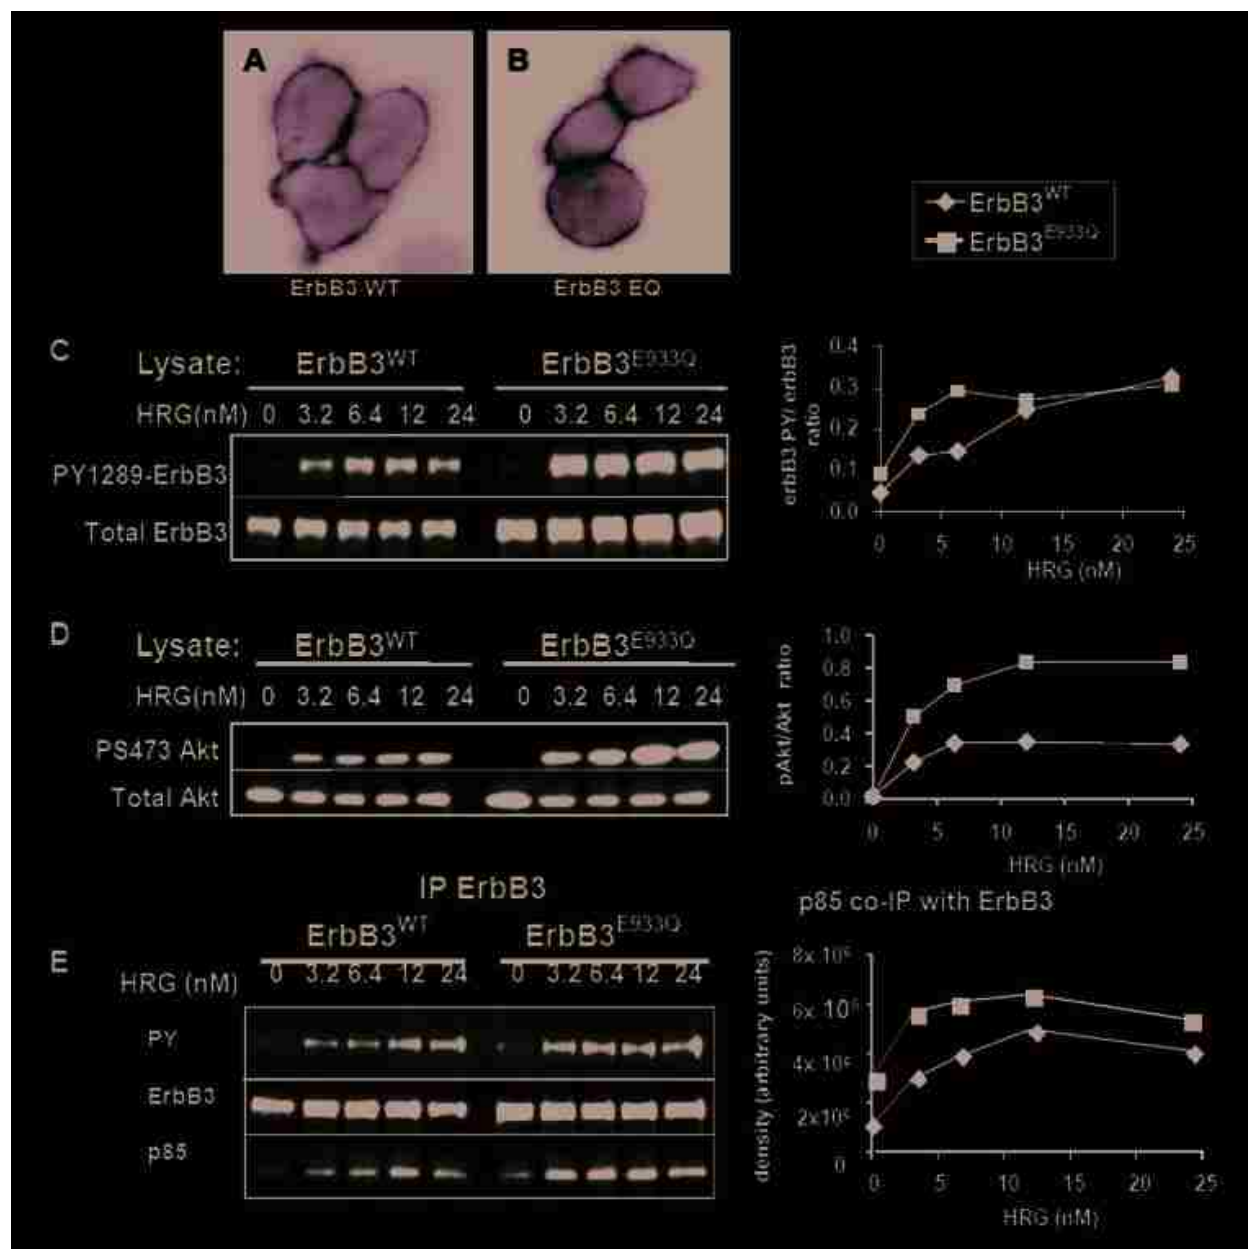 A
B
ErbB3 WT
ErbB3 EQ
ErbB3WT
ErbB3E933Q
C
Lysate:
ErbB3WT
ErbB3E933Q
HRG(nM)
0 3.2 6.4 12 24
0 3.2 6.4 12 24
PY1289-ErbB3
Total ErbB3
erbB3 PY/ erbB3
ratio
0.4
0.3
0.2
0.1
0.0
0 5 10 15 20 25
HRG (nM)
D
Lysate:
ErbB3WT
ErbB3E933Q
HRG(nM)
0 3.2 6.4 12 24
0 3.2 6.4 12 24
PS473 Akt
Total Akt
pAkt/Akt ratio
1.0
0.8
0.6
0.4
0.2
0.0
0 5 10 15 20 25
HRG (nM)
IP ErbB3
ErbB3WT
ErbB3E933Q
E
HRG (nM)
0 3.2 6.4 12 24
0 3.2 6.4 12 24
PY
ErbB3
p85
p85 co-IP with ErbB3
density (arbitrary units)
0
0 5 10 15 20 25
HRG (nM)